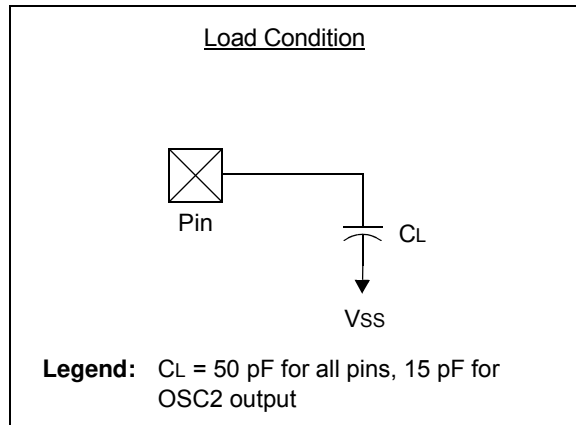 Load Condition
Pin
CL
VSS
Legend: CL = 50 pF for all pins, 15 pF for
OSC2 output